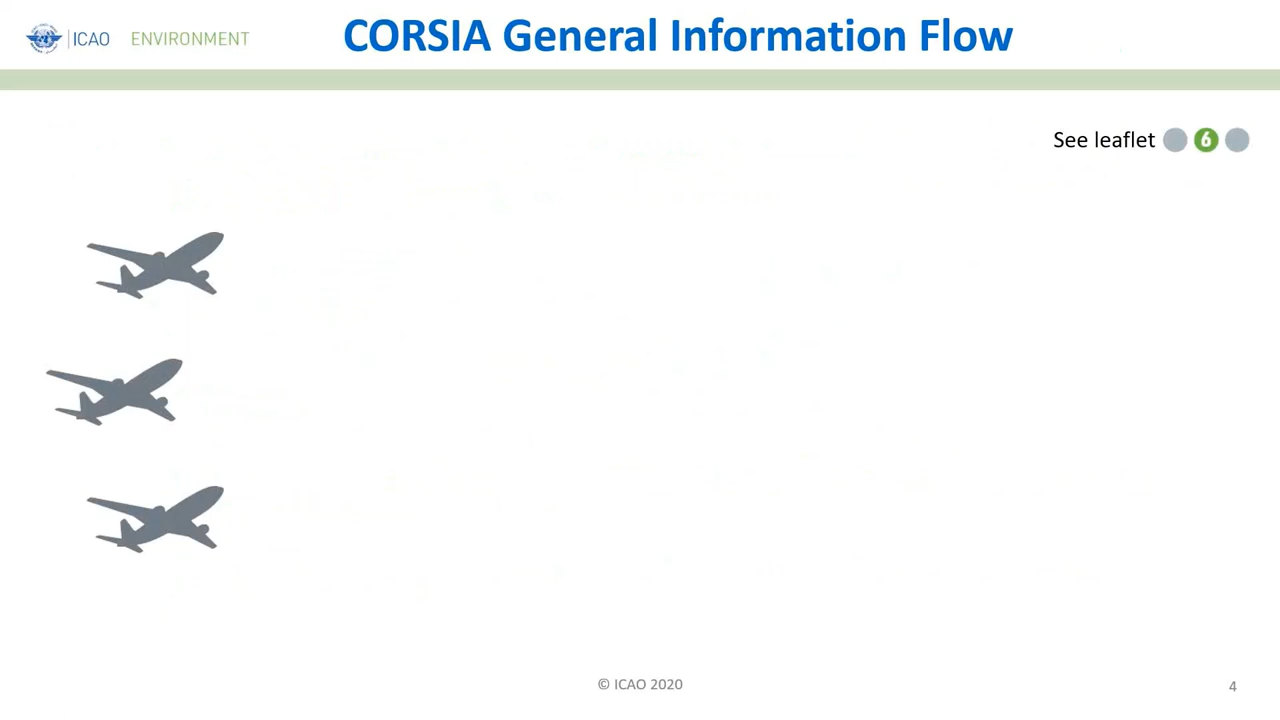 ICAO ENVIRONMENT
CORSIA General Information Flow
See leaflet 6
© ICAO 2020
4